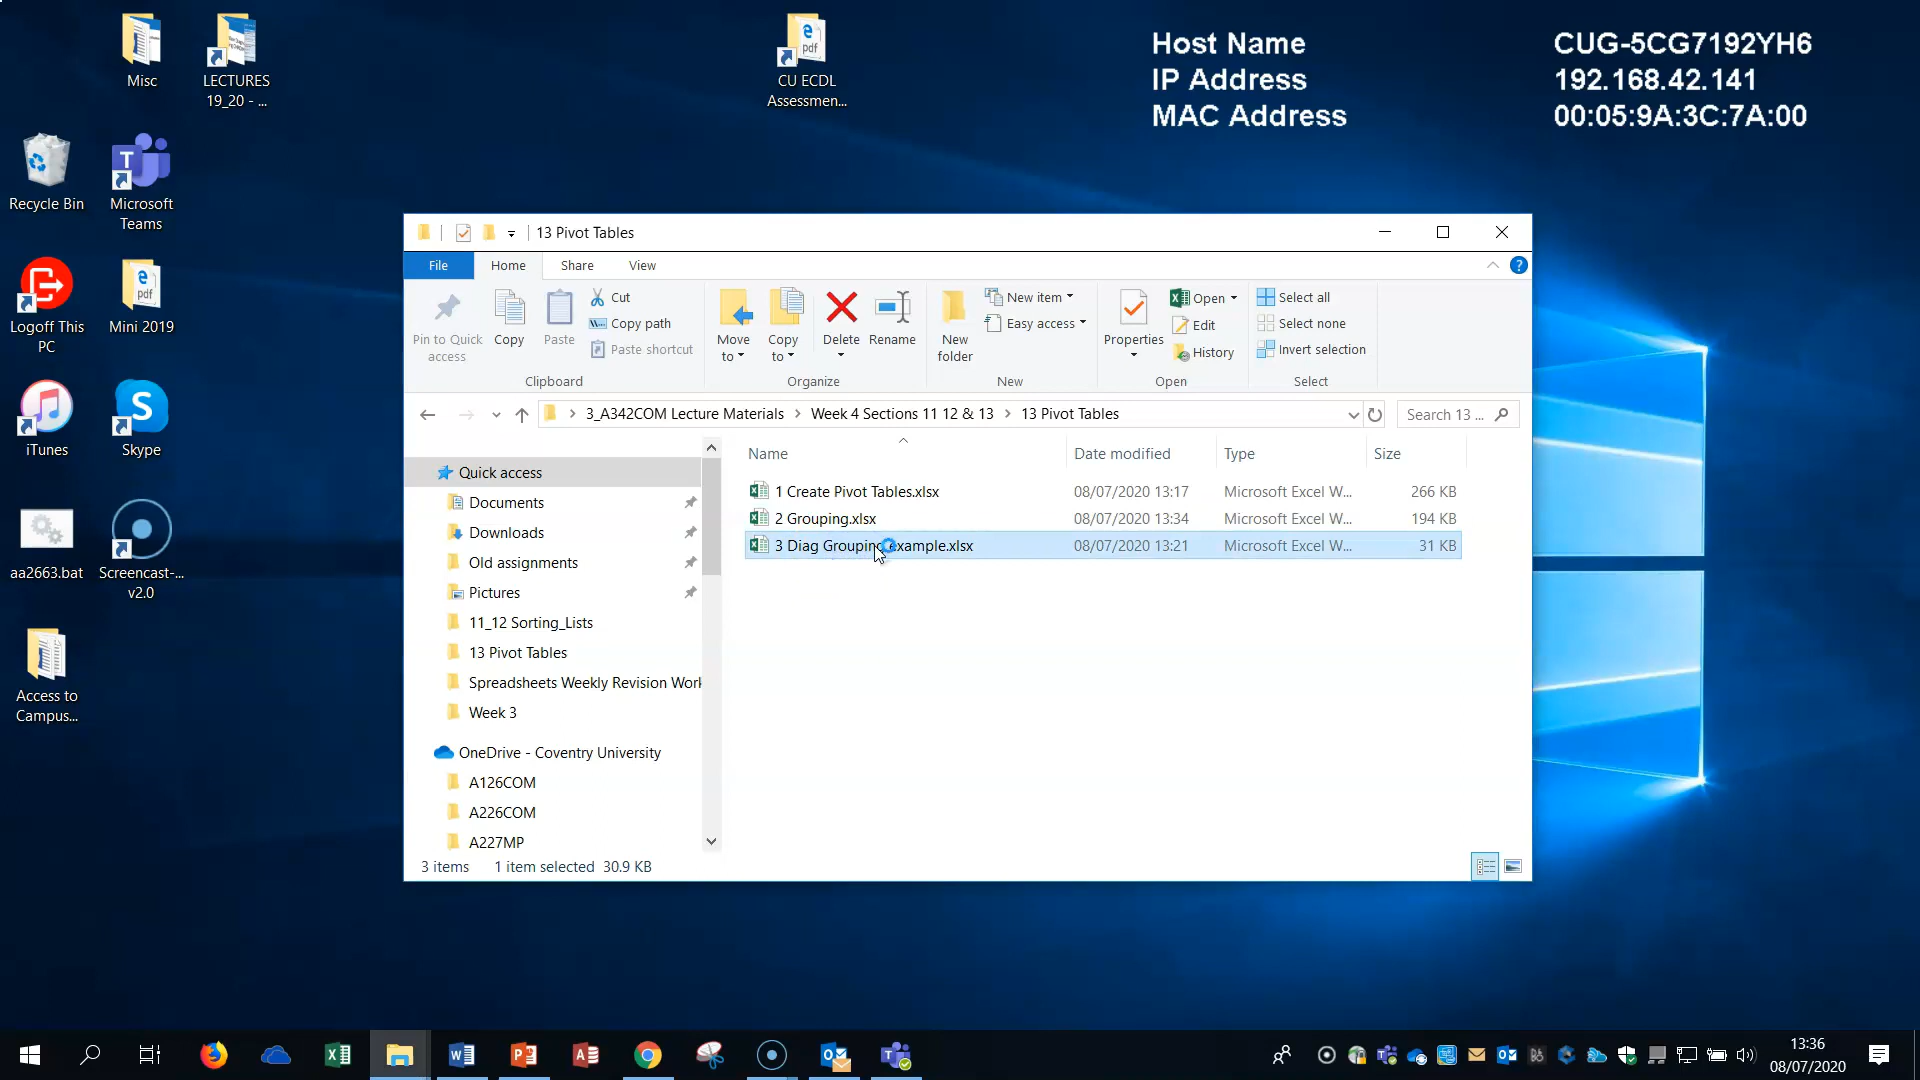 Misc
LECTURES
19_20 - ...
CU ECDL
Assessmen...
Host Name CUG-5CG7192YH6
IP Address 192.168.42.141
MAC Address 00:05:9A:3C:7A:00
Recycle Bin
Microsoft
Teams
Logoff This
PC
Mini 2019
iTunes
Skype
aa2663.bat
Screencast-...
v2.0
Access to
Campus...
13 Pivot Tables
File Home Share View
Pin to Quick
access
Copy
Paste
Cut
Copy path
Paste shortcut
Clipboard
Move
to
Copy
to
Delete
Rename
Organize
New
folder
New item
Easy access
New
Properties
Open
Edit
History
Open
Select all
Select none
Invert selection
Select
3_A342COM Lecture Materials
Week 4 Sections 11 12 & 13
13 Pivot Tables
Search 13 ...
Quick access
Documents
Downloads
Old assignments
Pictures
11_12 Sorting_Lists
13 Pivot Tables
Spreadsheets Weekly Revision Work
Week 3
OneDrive - Coventry University
A126COM
A226COM
A227MP
Name Date modified Type Size
1 Create Pivot Tables.xlsx 08/07/2020 13:17 Microsoft Excel W... 266 KB
2 Grouping.xlsx 08/07/2020 13:34 Microsoft Excel W... 194 KB
3 Diag Grouping example.xlsx 08/07/2020 13:21 Microsoft Excel W... 31 KB
3 items 1 item selected 30.9 KB
13:36
08/07/2020